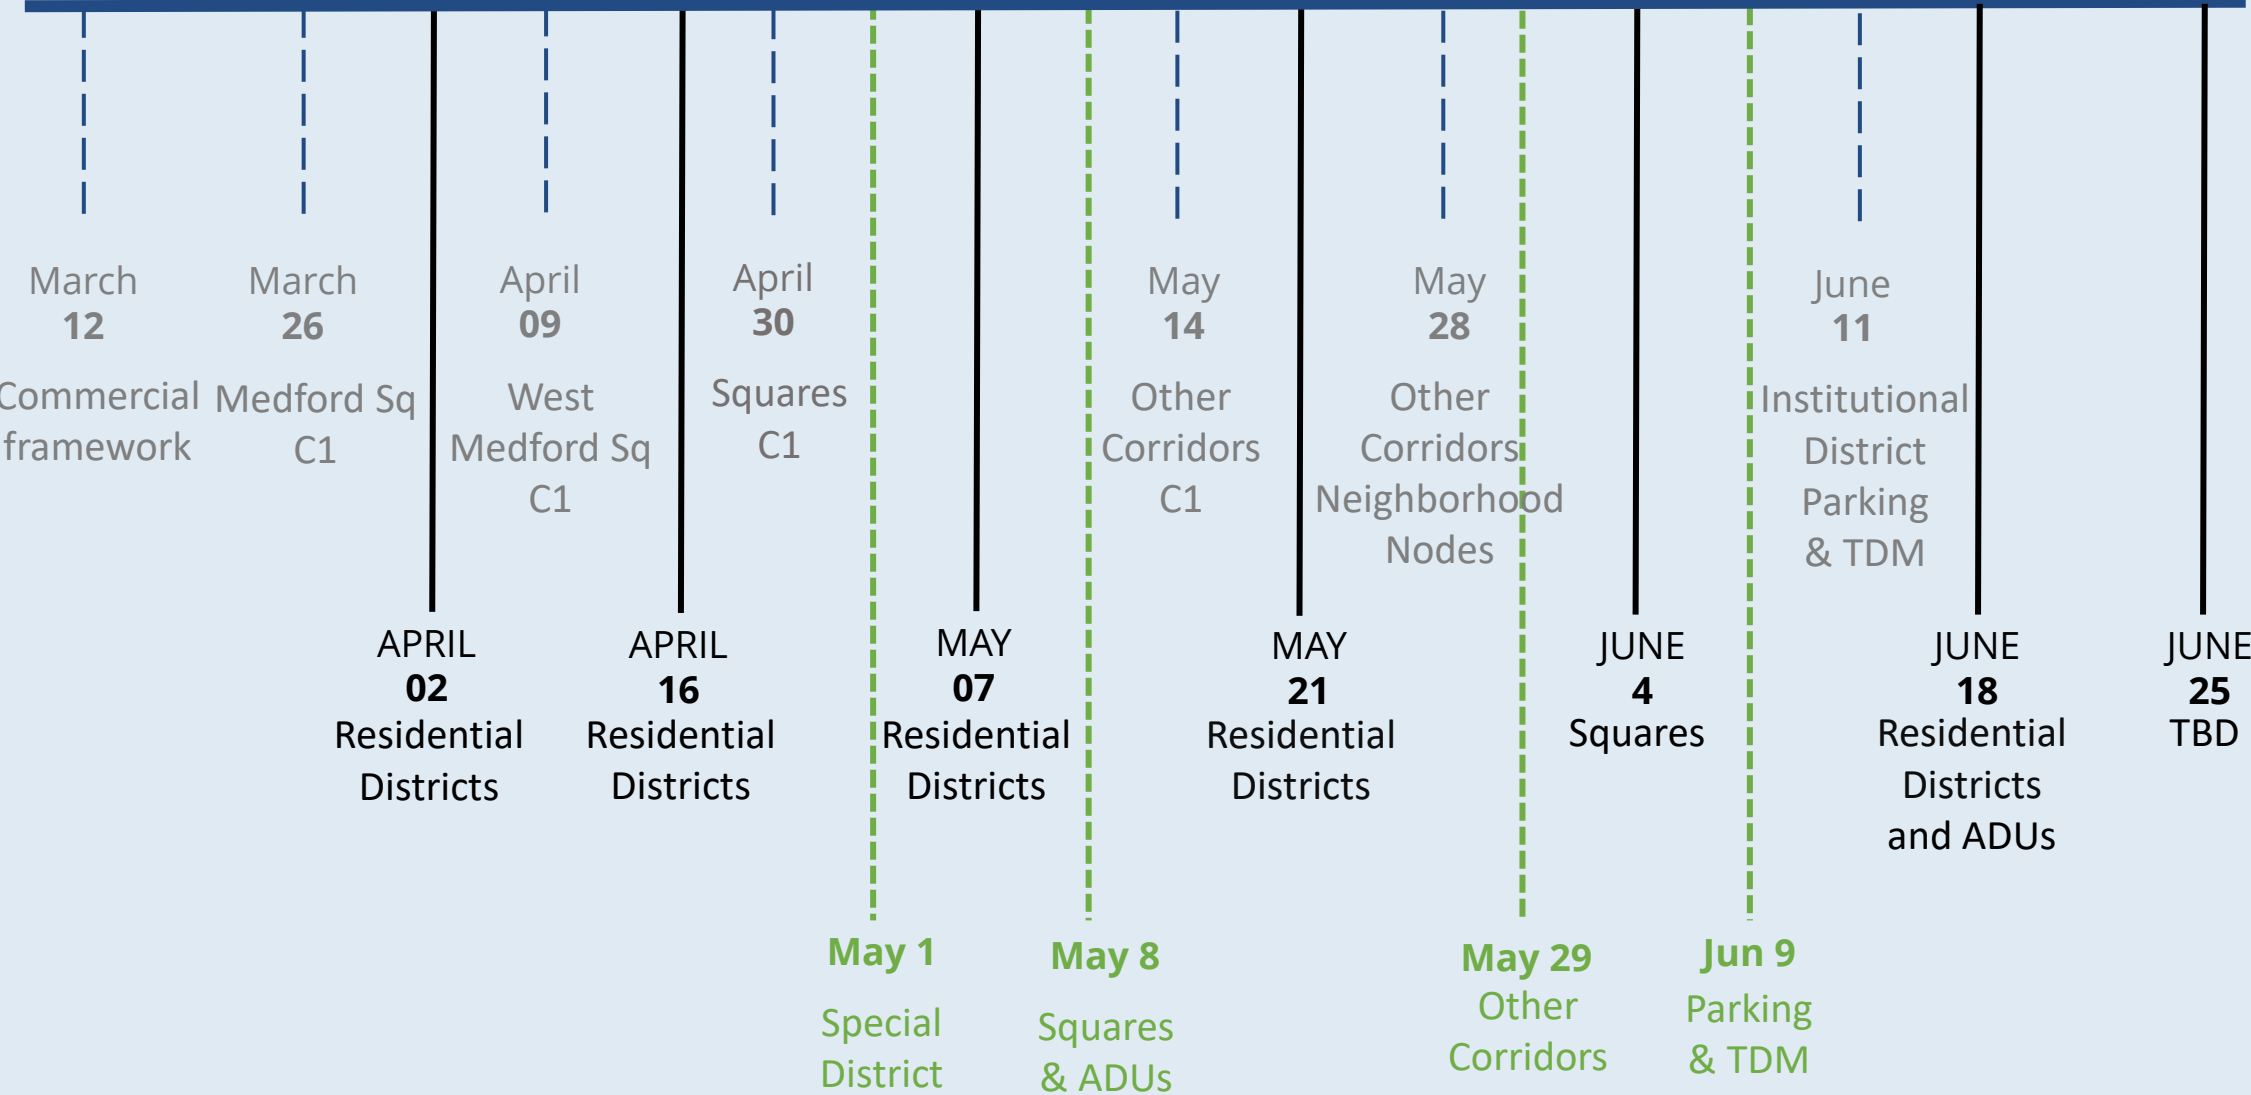 March
12
Commercial
framework
March
26
Medford Sq
C1
April
09
West
Medford Sq
C1
April
30
Squares
C1
May
14
Other
Corridors
C1
May
28
Other
Corridors
Neighborhood
Nodes
June
11
Institutional
District
Parking
& TDM
APRIL
02
Residential
Districts
APRIL
16
Residential
Districts
MAY
07
Residential
Districts
MAY
21
Residential
Districts
JUNE
4
Squares
JUNE
18
Residential
Districts
and ADUs
JUNE
25
TBD
May 1
Special
District
May 8
Squares
& ADUs
May 29
Other
Corridors
Jun 9
Parking
& TDM